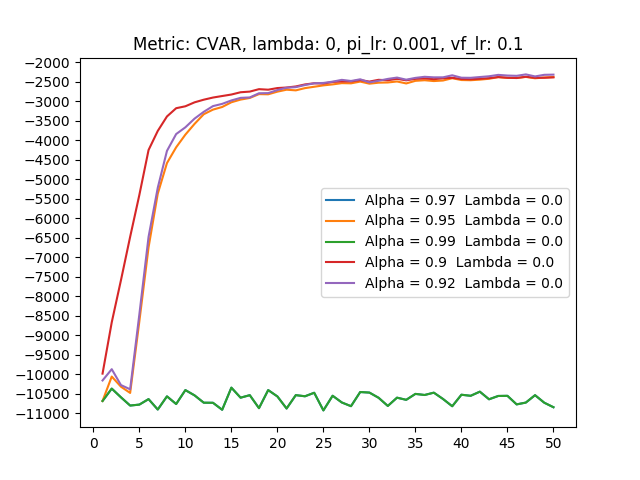 Metric: CVAR, lambda: 0, pi_lr: 0.001, vf_lr: 0.1
−2000
−2500
−3000
−3500
−4000
−4500
−5000
−5500
−6000
−6500
−7000
−7500
−8000
−8500
−9000
−9500
−10000
−10500
−11000
Alpha = 0.97  Lambda = 0.0
Alpha = 0.95  Lambda = 0.0
Alpha = 0.99  Lambda = 0.0
Alpha = 0.9  Lambda = 0.0
Alpha = 0.92  Lambda = 0.0
0 5 10 15 20 25 30 35 40 45 50